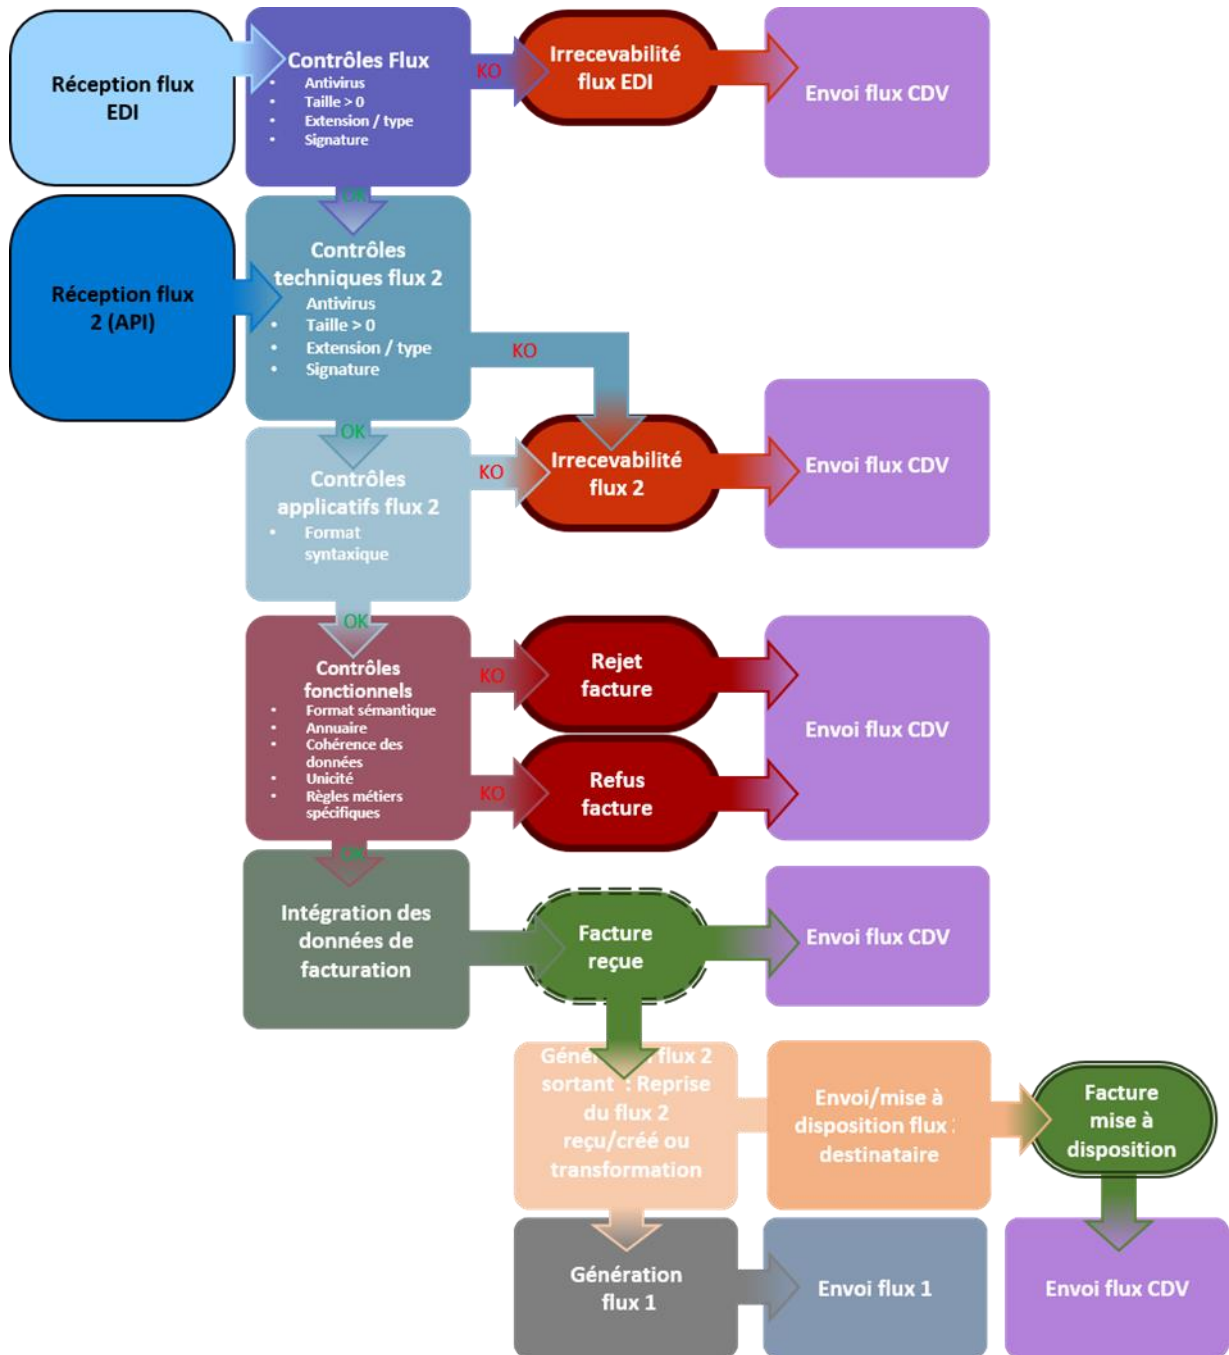 Réception flux
EDI
Contrôles Flux
• Antivirus
• Taille > 0
• Extension / type
• Signature
KO
Irrecevabilité
flux EDI
Envoi flux CDV
OK
Réception flux
2 (API)
Contrôles
techniques flux 2
Antivirus
• Taille > 0
• Extension / type
• Signature
KO
OK
Contrôles
applicatifs flux 2
• Format
syntaxique
KO
Irrecevabilité
flux 2
Envoi flux CDV
OK
Contrôles
fonctionnels
• Format sémantique
• Annuaire
• Cohérence des
données
• Unicité
• Règles métiers
spécifiques
KO
Rejet
facture
KO
Refus
facture
Envoi flux CDV
OK
Intégration des
données de
facturation
Facture
reçue
Envoi flux CDV
flux 2
sortant : Reprise
du flux 2
reçu/créé ou
transformation
Envoi/mise à
disposition flux
destinataire
Facture
mise à
disposition
Génération
flux 1
Envoi flux 1
Envoi flux CDV